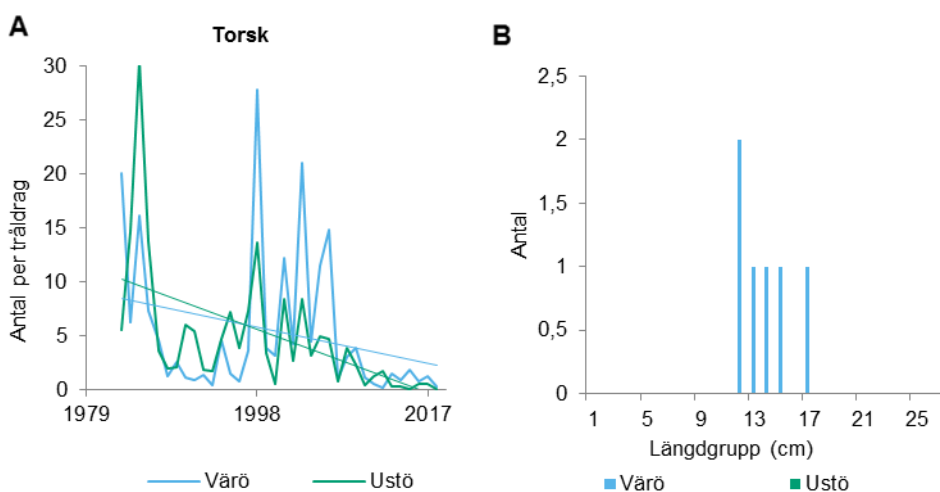 A
Torsk
Antal per tråldrag
30
25
20
15
10
5
0
1979
1998
2017
Värö
Ustö
B
Antal
2,5
2
1,5
1
0,5
0
1
5
9
13
17
21
25
Längdgrupp (cm)
Värö
Ustö